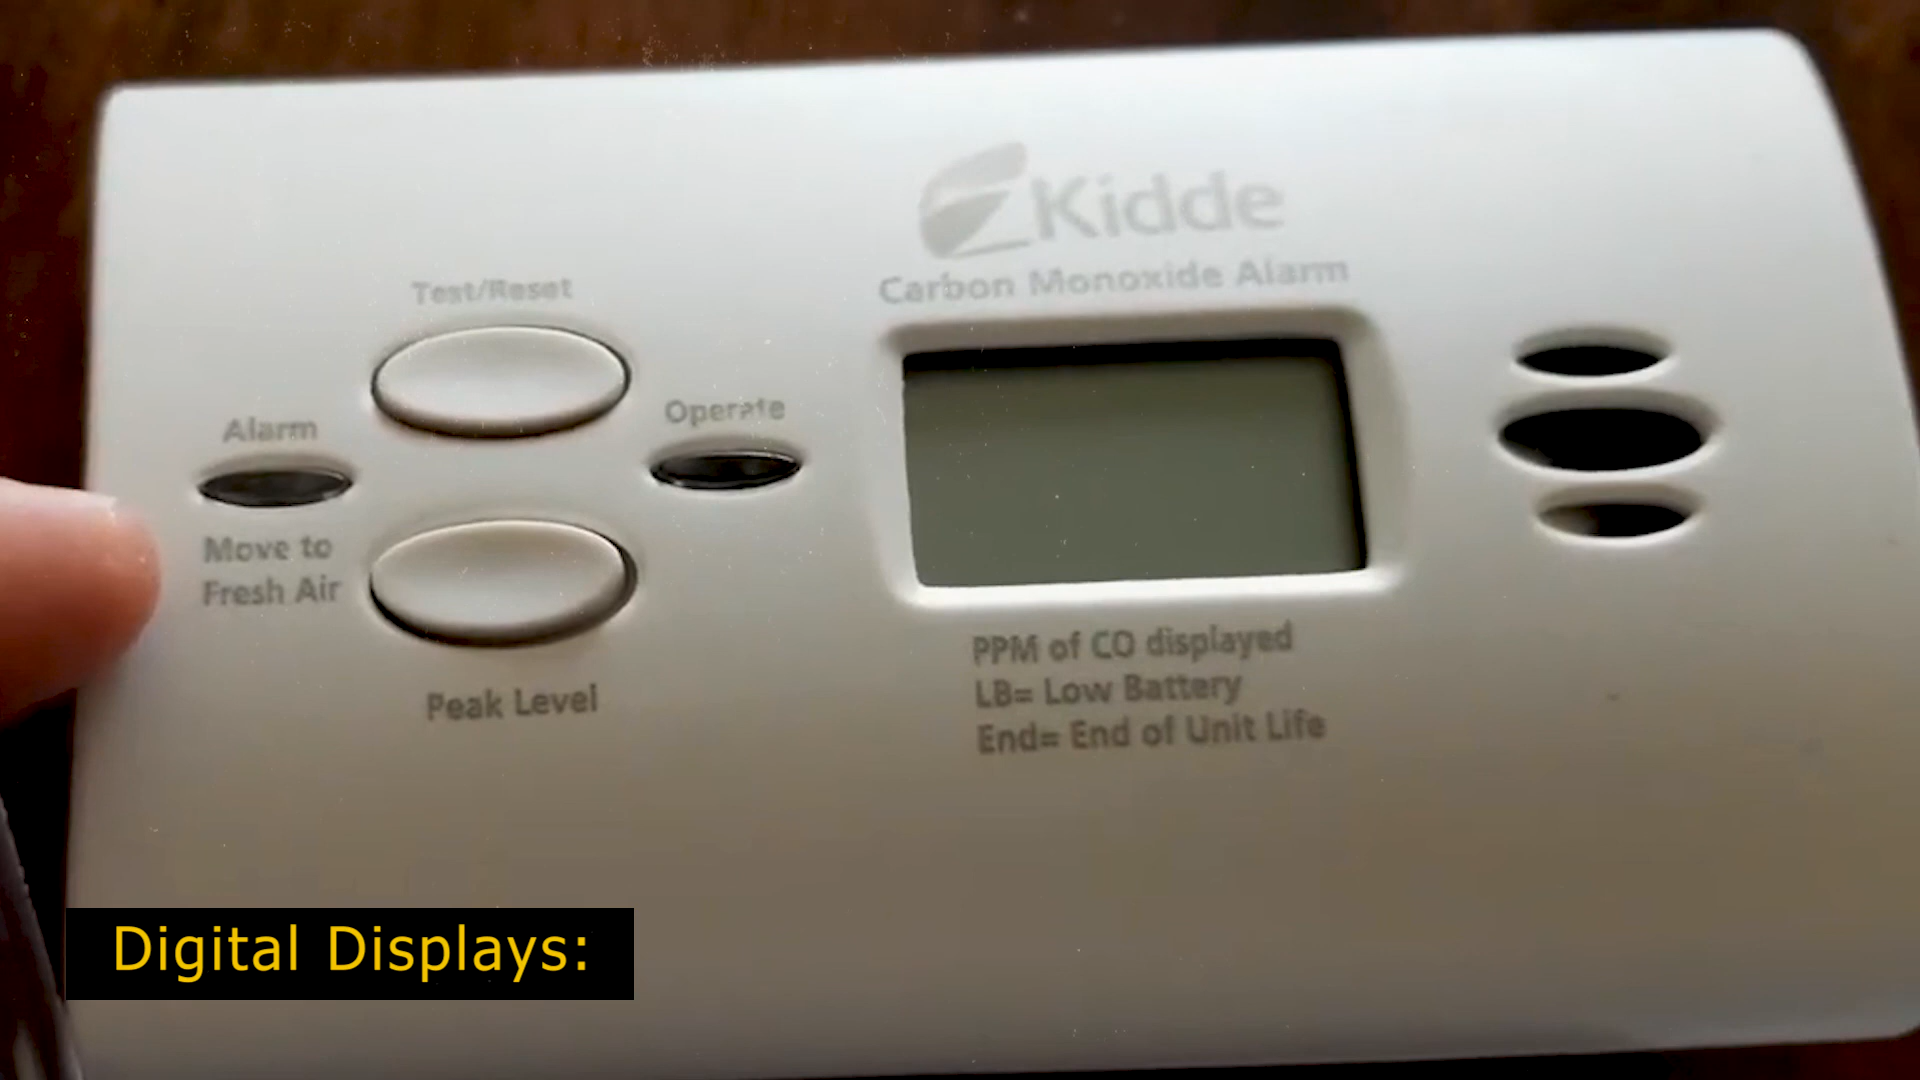 Kidde
Carbon Monoxide Alarm
Test/Reset
Alarm
Operate
Move to
Fresh Air
Peak Level
PPM of CO displayed
LB= Low Battery
End= End of Unit Life
Digital Displays: